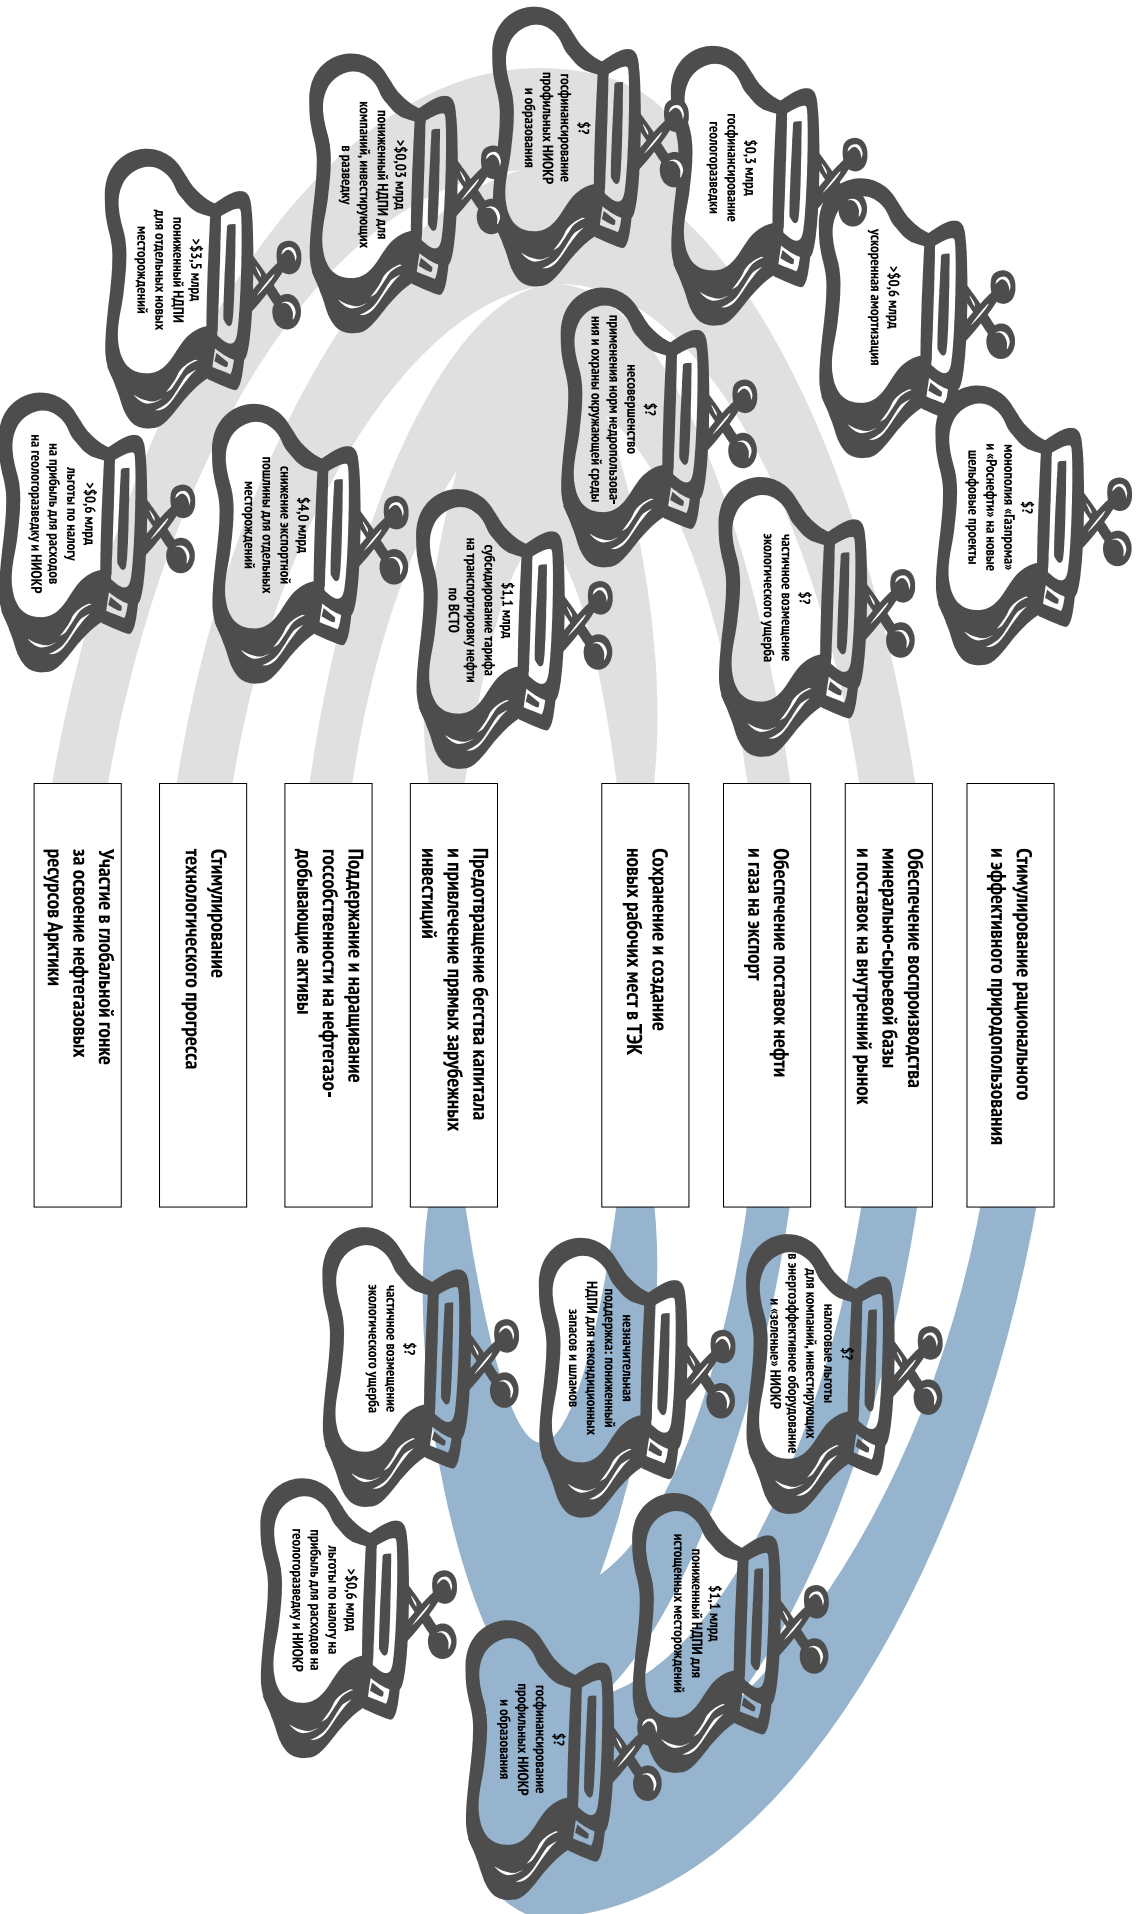 $?
монополия «Газпрома»
и «Роснефти» на новые
шельфовые проекты
>$0,6 млрд
ускоренная амортизация
$0,3 млрд
госфинансирование
геологоразведки
$?
госфинансирование
профильных НИОКР
и образования
>$0,03 млрд
пониженный НДПИ для
компаний, инвестирующих
в разведку
>$3,5 млрд
пониженный НДПИ
для отдельных новых
месторождений
$?
частичное возмещение
экологического ущерба
$?
несовершенство
применения норм недропользова-
ния и охраны окружающей среды
$1,1 млрд
субсидирование тарифа
на транспортировку нефти
по ВСТО
$4,0 млрд
снижение экспортной
пошлины для отдельных
месторождений
>$0,6 млрд
льготы по налогу
на прибыль для расходов
на геологоразведку и НИОКР
Стимулирование рационального
и эффективного природопользования
Обеспечение воспроизводства
минерально-сырьевой базы
и поставок на внутренний рынок
Обеспечение поставок нефти
и газа на экспорт
Сохранение и создание
новых рабочих мест в ТЭК
Предотвращение бегства капитала
и привлечение прямых зарубежных
инвестиций
Поддержание и наращивание
гособственности на нефтегазо-
добывающие активы
Стимулирование
технологического прогресса
Участие в глобальной гонке
за освоение нефтегазовых
ресурсов Арктики
$?
налоговые льготы
для компаний, инвестирующих
в энергоэффективное оборудование
и «зеленые» НИОКР
незначительная
поддержка: пониженный
НДПИ для некондиционных
запасов и шламов
$?
частичное возмещение
экологического ущерба
$1,1 млрд
пониженный НДПИ для
истощенных месторождений
$?
госфинансирование
профильных НИОКР
и образования
>$0,6 млрд
льготы по налогу на
прибыль для расходов на
геологоразведку и НИОКР